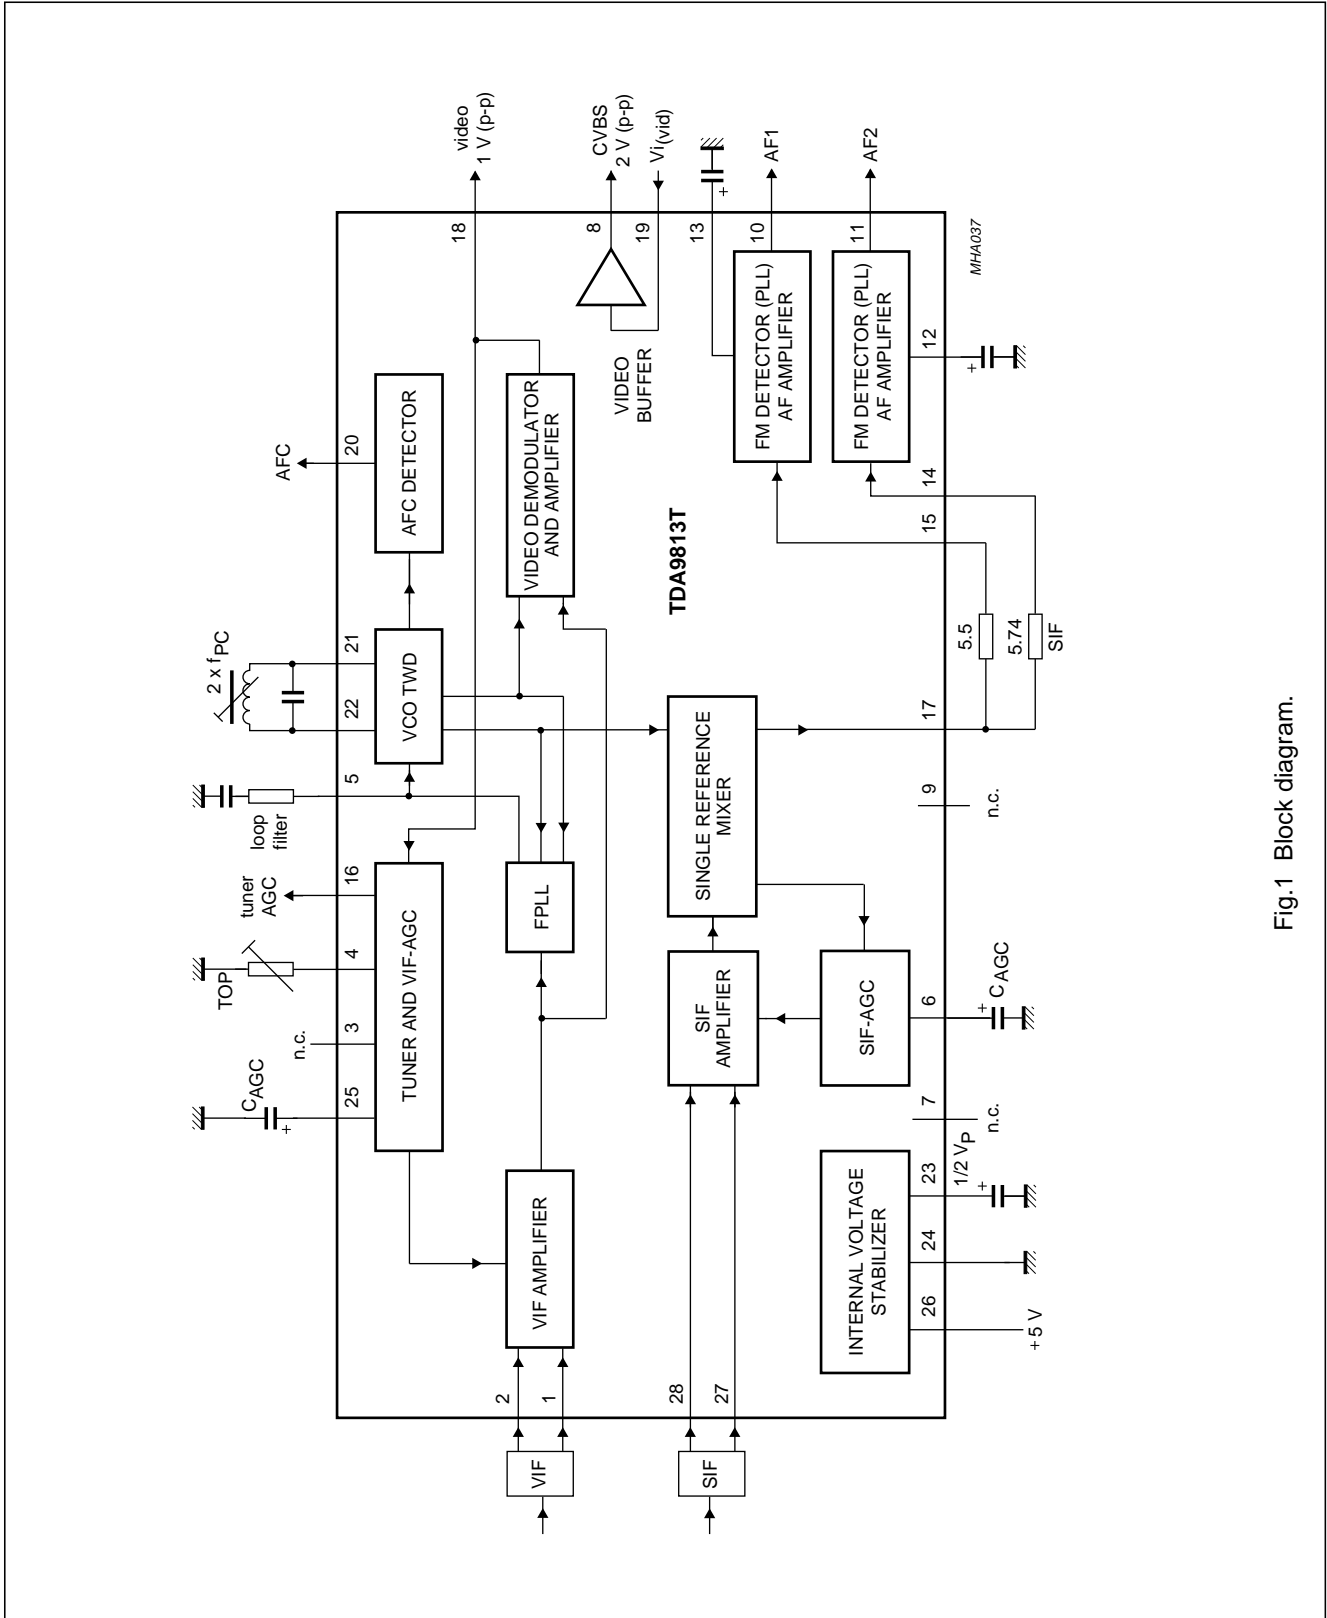 2 x fPC
loop
filter
tuner
AGC
TOP
n.c.
CAGC
AFC
25
3
4
16
5
22
21
20
TUNER AND VIF-AGC
VCO TWD
AFC DETECTOR
video
1 V (p-p)
18
VIF
2
1
VIF AMPLIFIER
FPLL
VIDEO DEMODULATOR
AND AMPLIFIER
VIDEO
BUFFER
8
CVBS
2 V (p-p)
19
Vi(vid)
TDA9813T
SIF
28
27
SIF
AMPLIFIER
SINGLE REFERENCE
MIXER
13
FM DETECTOR (PLL)
AF AMPLIFIER
10
AF1
INTERNAL VOLTAGE
STABILIZER
SIF-AGC
FM DETECTOR (PLL)
AF AMPLIFIER
11
AF2
26
24
23
7
6
9
17
15
14
12
+ 5 V
1/2 VP
n.c.
CAGC
n.c.
5.5
5.74
SIF
MHA037
Fig.1 Block diagram.